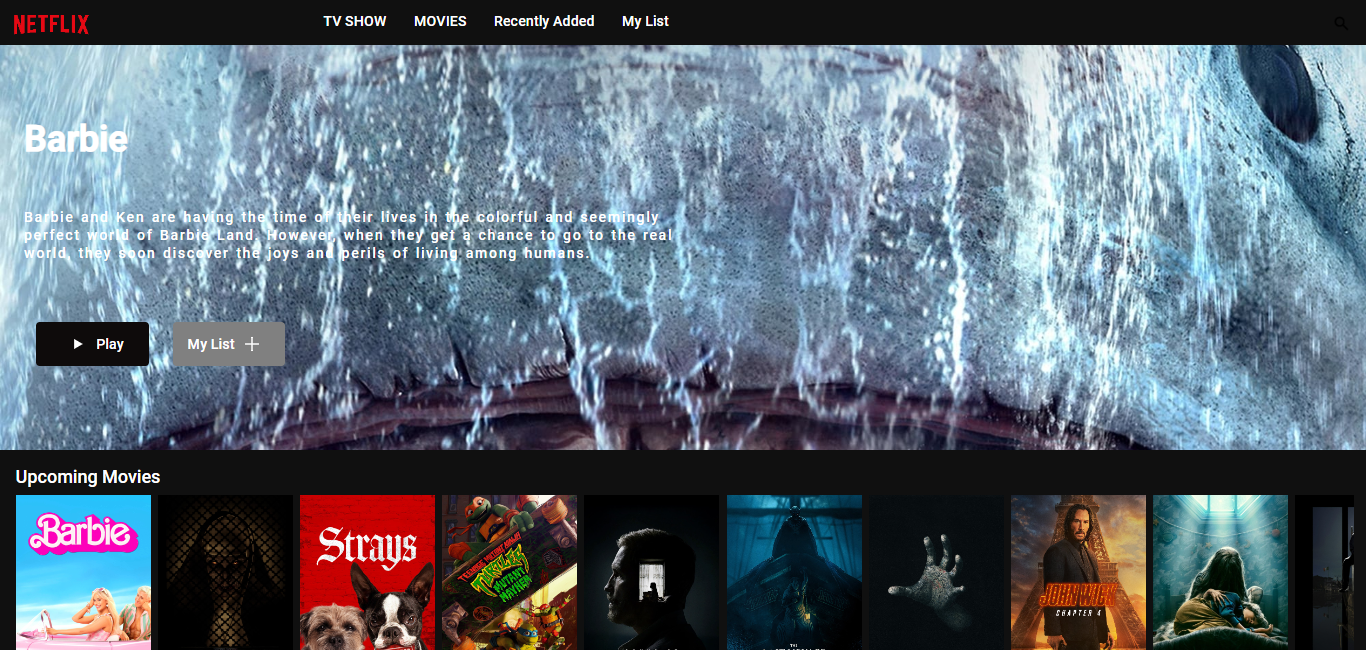 NETFLIX
TV SHOW MOVIES Recently Added My List
Barbie
Barbie and Ken are having the time of their lives in the colorful and seemingly
perfect world of Barbie Land. However, when they get a chance to go to the real
world, they soon discover the joys and perils of living among humans.
Play
My List
Upcoming Movies
Barbie
Strays
TEENAGE MUTANT NINJA
TURTLES
MUTANT
MAYHEM
JOHN WICK
CHAPTER 4
THE